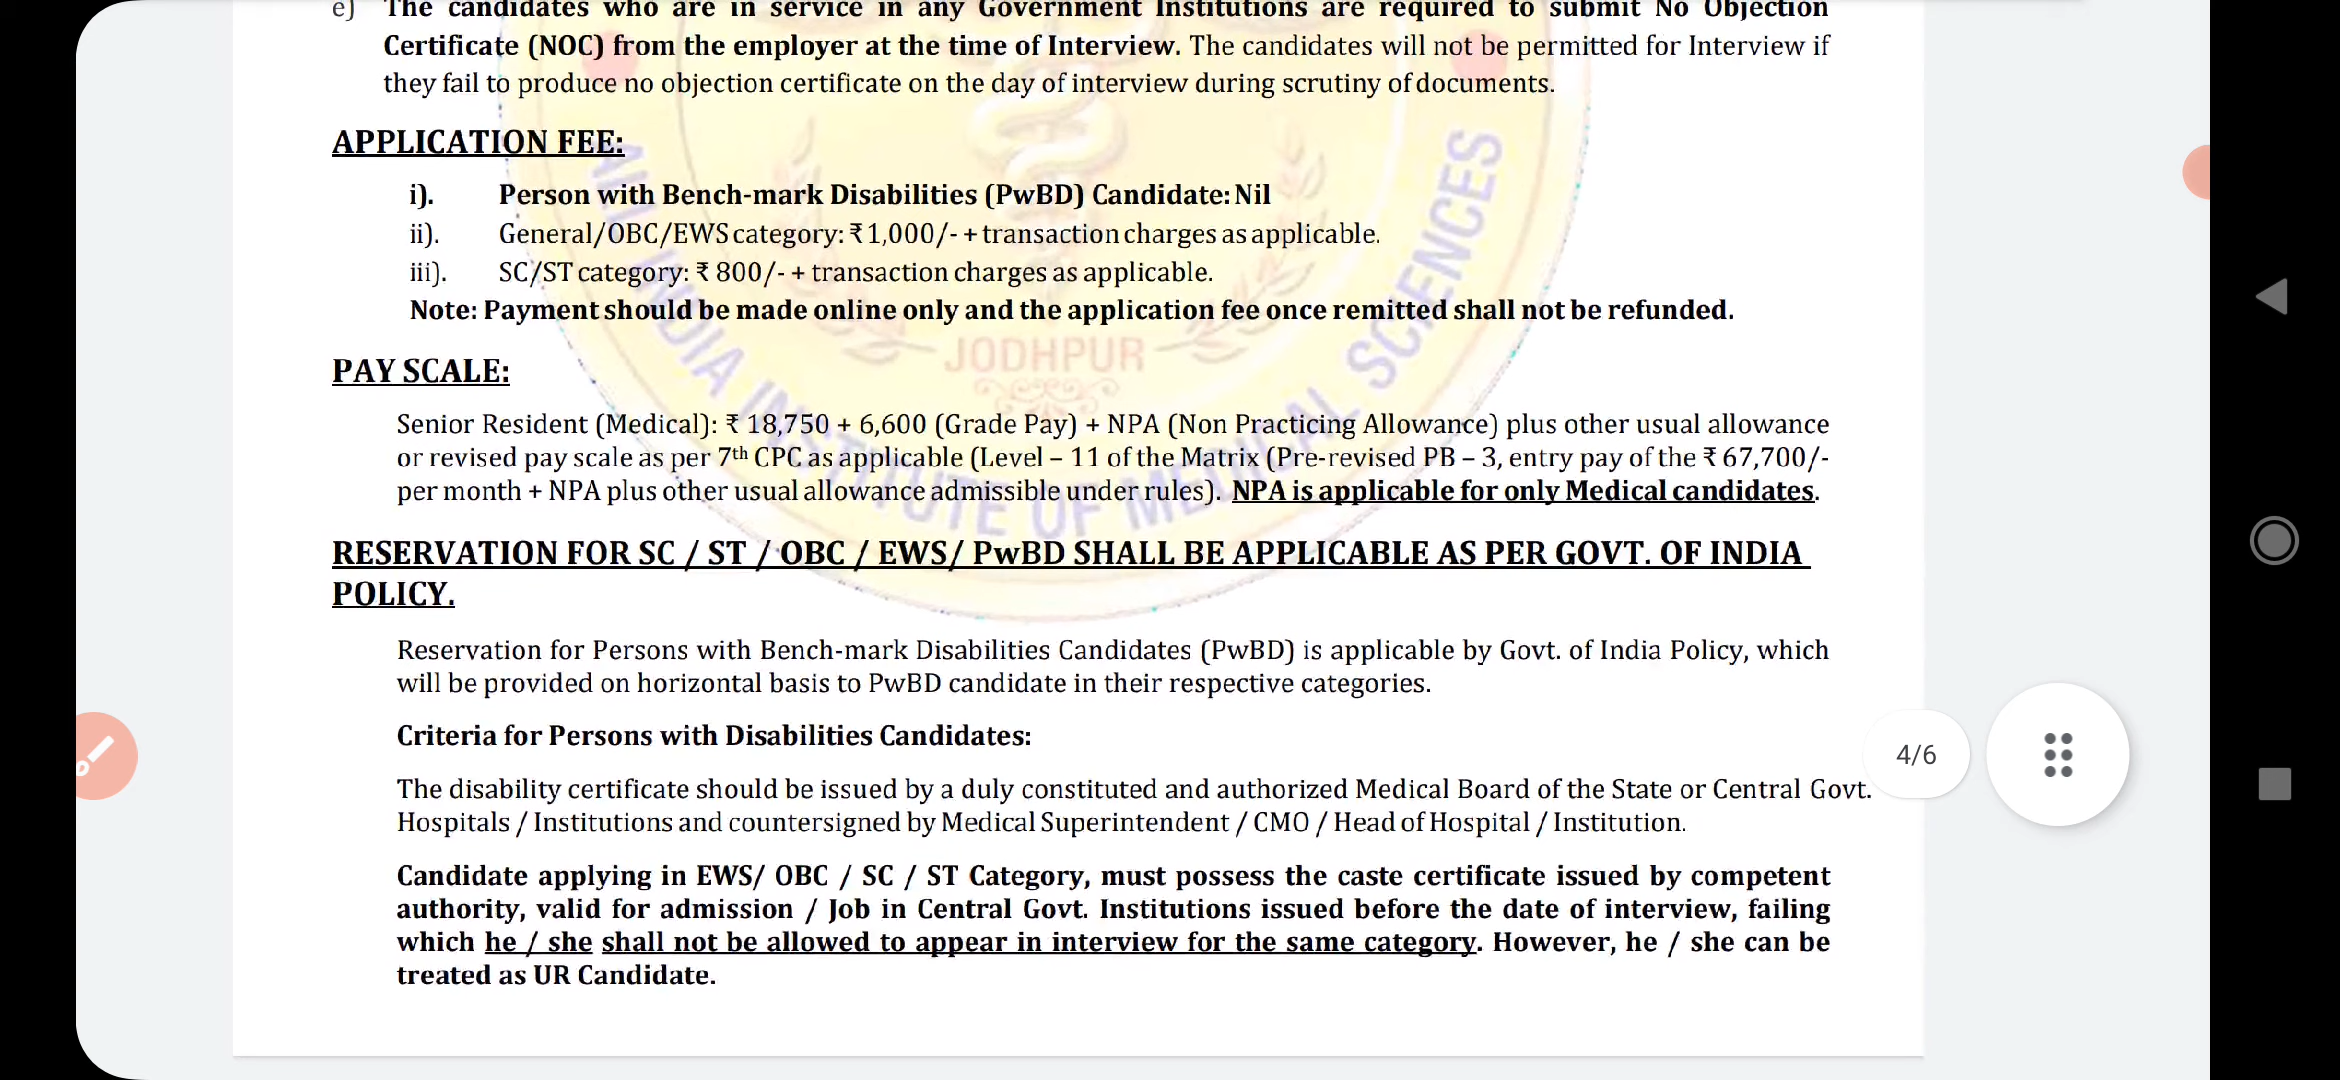 e) The candidates who are in service in any Government Institutions are required to submit No Objection
Certificate (NOC) from the employer at the time of Interview. The candidates will not be permitted for Interview if
they fail to produce no objection certificate on the day of interview during scrutiny of documents.
APPLICATION FEE:
i). Person with Bench-mark Disabilities (PwBD) Candidate: Nil
ii). General/OBC/EWS category: ₹ 1,000/- + transaction charges as applicable.
iii). SC/ST category: ₹ 800/- + transaction charges as applicable.
Note: Payment should be made online only and the application fee once remitted shall not be refunded.
JODHPUR
ALL INDIA INSTITUTE OF MEDICAL SCIENCES
PAY SCALE:
Senior Resident (Medical): ₹ 18,750 + 6,600 (Grade Pay) + NPA (Non Practicing Allowance) plus other usual allowance
or revised pay scale as per 7th CPC as applicable (Level – 11 of the Matrix (Pre-revised PB – 3, entry pay of the ₹ 67,700/-
per month + NPA plus other usual allowance admissible under rules). NPA is applicable for only Medical candidates.
RESERVATION FOR SC / ST / OBC / EWS/ PwBD SHALL BE APPLICABLE AS PER GOVT. OF INDIA
POLICY.
Reservation for Persons with Bench-mark Disabilities Candidates (PwBD) is applicable by Govt. of India Policy, which
will be provided on horizontal basis to PwBD candidate in their respective categories.
Criteria for Persons with Disabilities Candidates:
The disability certificate should be issued by a duly constituted and authorized Medical Board of the State or Central Govt.
Hospitals / Institutions and countersigned by Medical Superintendent / CMO / Head of Hospital / Institution.
4/6
Candidate applying in EWS/ OBC / SC / ST Category, must possess the caste certificate issued by competent
authority, valid for admission / Job in Central Govt. Institutions issued before the date of interview, failing
which he / she shall not be allowed to appear in interview for the same category. However, he / she can be
treated as UR Candidate.